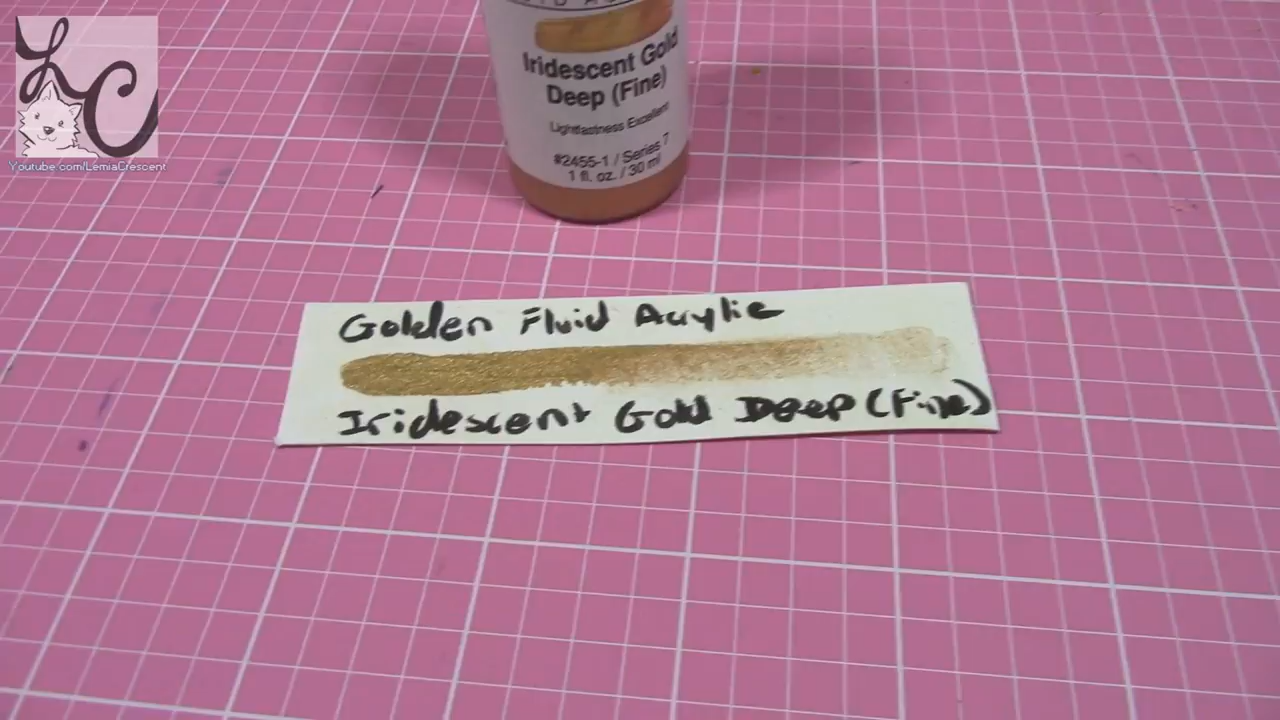 LC
Youtube.com/LemiaCrescent
Iridescent Gold
Deep (Fine)
Lightfastness Excellent
#2455-1 / Series 7
1 fl. oz. / 30 ml
Golden Fluid Acrylic
Iridescent Gold Deep (Fine)